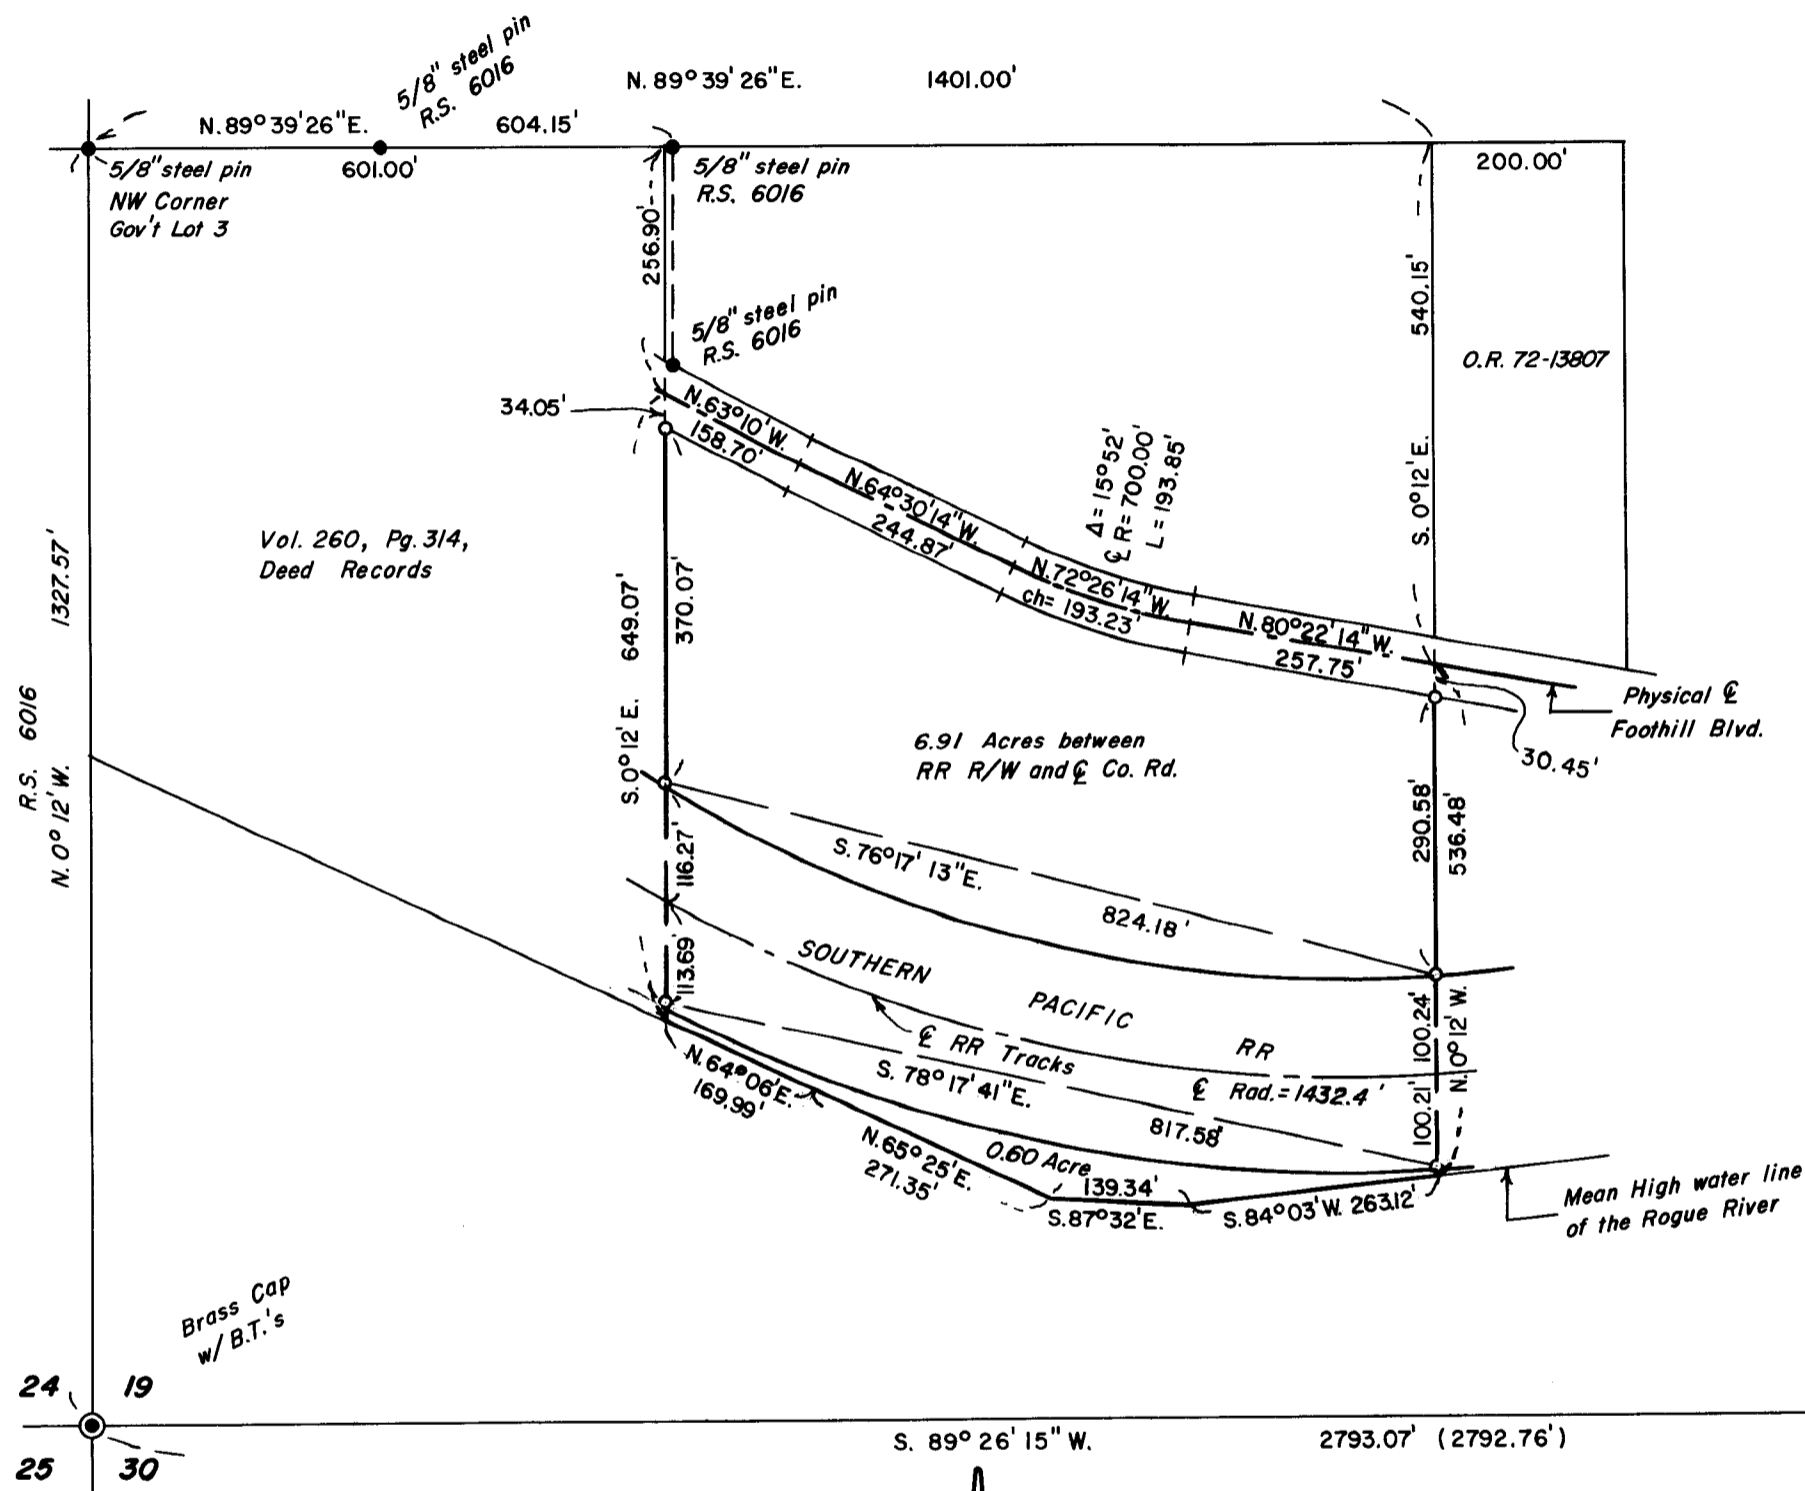 5/8" steel pin
R.S. 6016
N. 89° 39' 26" E. 1401.00'
N. 89° 39' 26" E. 604.15'
601.00'
200.00'
5/8" steel pin
NW Corner
Gov't Lot 3
5/8" steel pin
R.S. 6016
256.90'
5/8" steel pin
R.S. 6016
540.15'
S. 0° 12' E.
O.R. 72-13807
34.05'
N. 63° 10' W.
158.70'
N. 64° 30' 14" W.
244.87'
Δ = 15° 52'
℄ R = 700.00'
L = 193.85'
N. 72° 26' 14" W.
ch = 193.23'
N. 80° 22' 14" W.
257.75'
Physical ℄
Foothill Blvd.
30.45'
Vol. 260, Pg. 314,
Deed Records
R.S. 6016
N. 0° 12' W. 1327.57'
S. 0° 12' E. 649.07'
370.07'
6.91 Acres between
RR R/W and ℄ Co. Rd.
290.58'
536.48'
S. 76° 17' 13" E.
824.18'
116.27'
113.69'
SOUTHERN PACIFIC RR
℄ RR Tracks
℄ Rad. = 1432.4'
100.24'
100.21'
N. 0° 12' W.
S. 78° 17' 41" E.
817.58'
N. 64° 06' E.
169.99'
N. 65° 25' E.
271.35'
0.60 Acre
139.34'
S. 87° 32' E.
S. 84° 03' W. 263.12'
Mean High water line
of the Rogue River
Brass Cap
w/ B.T.'s
24 19
25 30
S. 89° 26' 15" W. 2793.07' (2792.76')